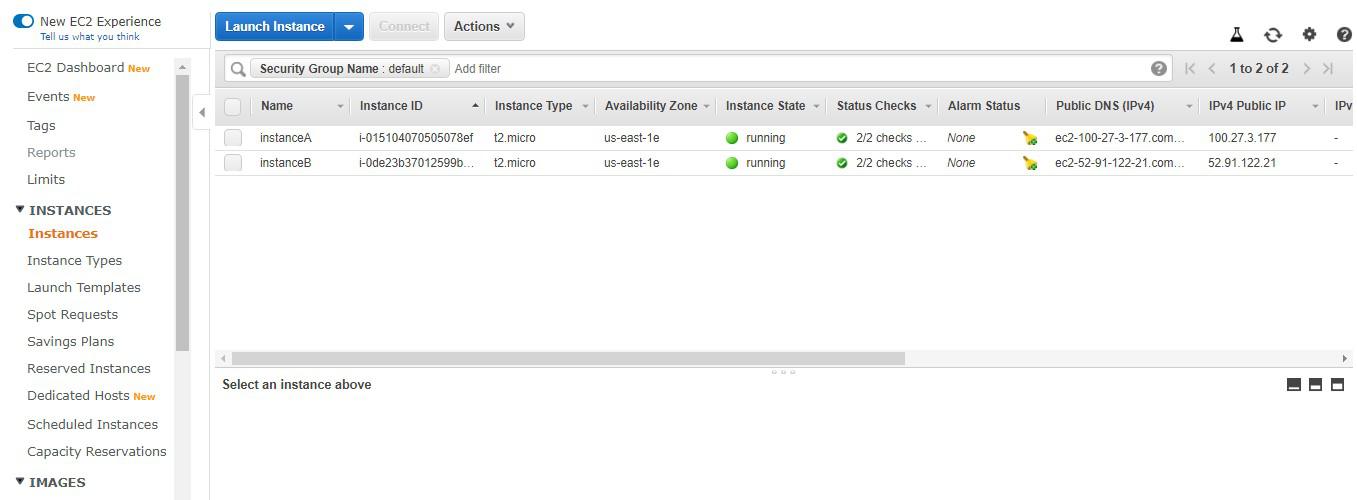 New EC2 Experience
Tell us what you think
EC2 Dashboard New
Events New
Tags
Reports
Limits
INSTANCES
Instances
Instance Types
Launch Templates
Spot Requests
Savings Plans
Reserved Instances
Dedicated Hosts New
Scheduled Instances
Capacity Reservations
IMAGES
Launch Instance Connect Actions
Security Group Name : default Add filter 1 to 2 of 2
Name Instance ID Instance Type Availability Zone Instance State Status Checks Alarm Status Public DNS (IPv4) IPv4 Public IP IPv
instanceA i-015104070505078ef t2.micro us-east-1e running 2/2 checks ... None ec2-100-27-3-177.com... 100.27.3.177 -
instanceB i-0de23b37012599b... t2.micro us-east-1e running 2/2 checks ... None ec2-52-91-122-21.com... 52.91.122.21 -
Select an instance above